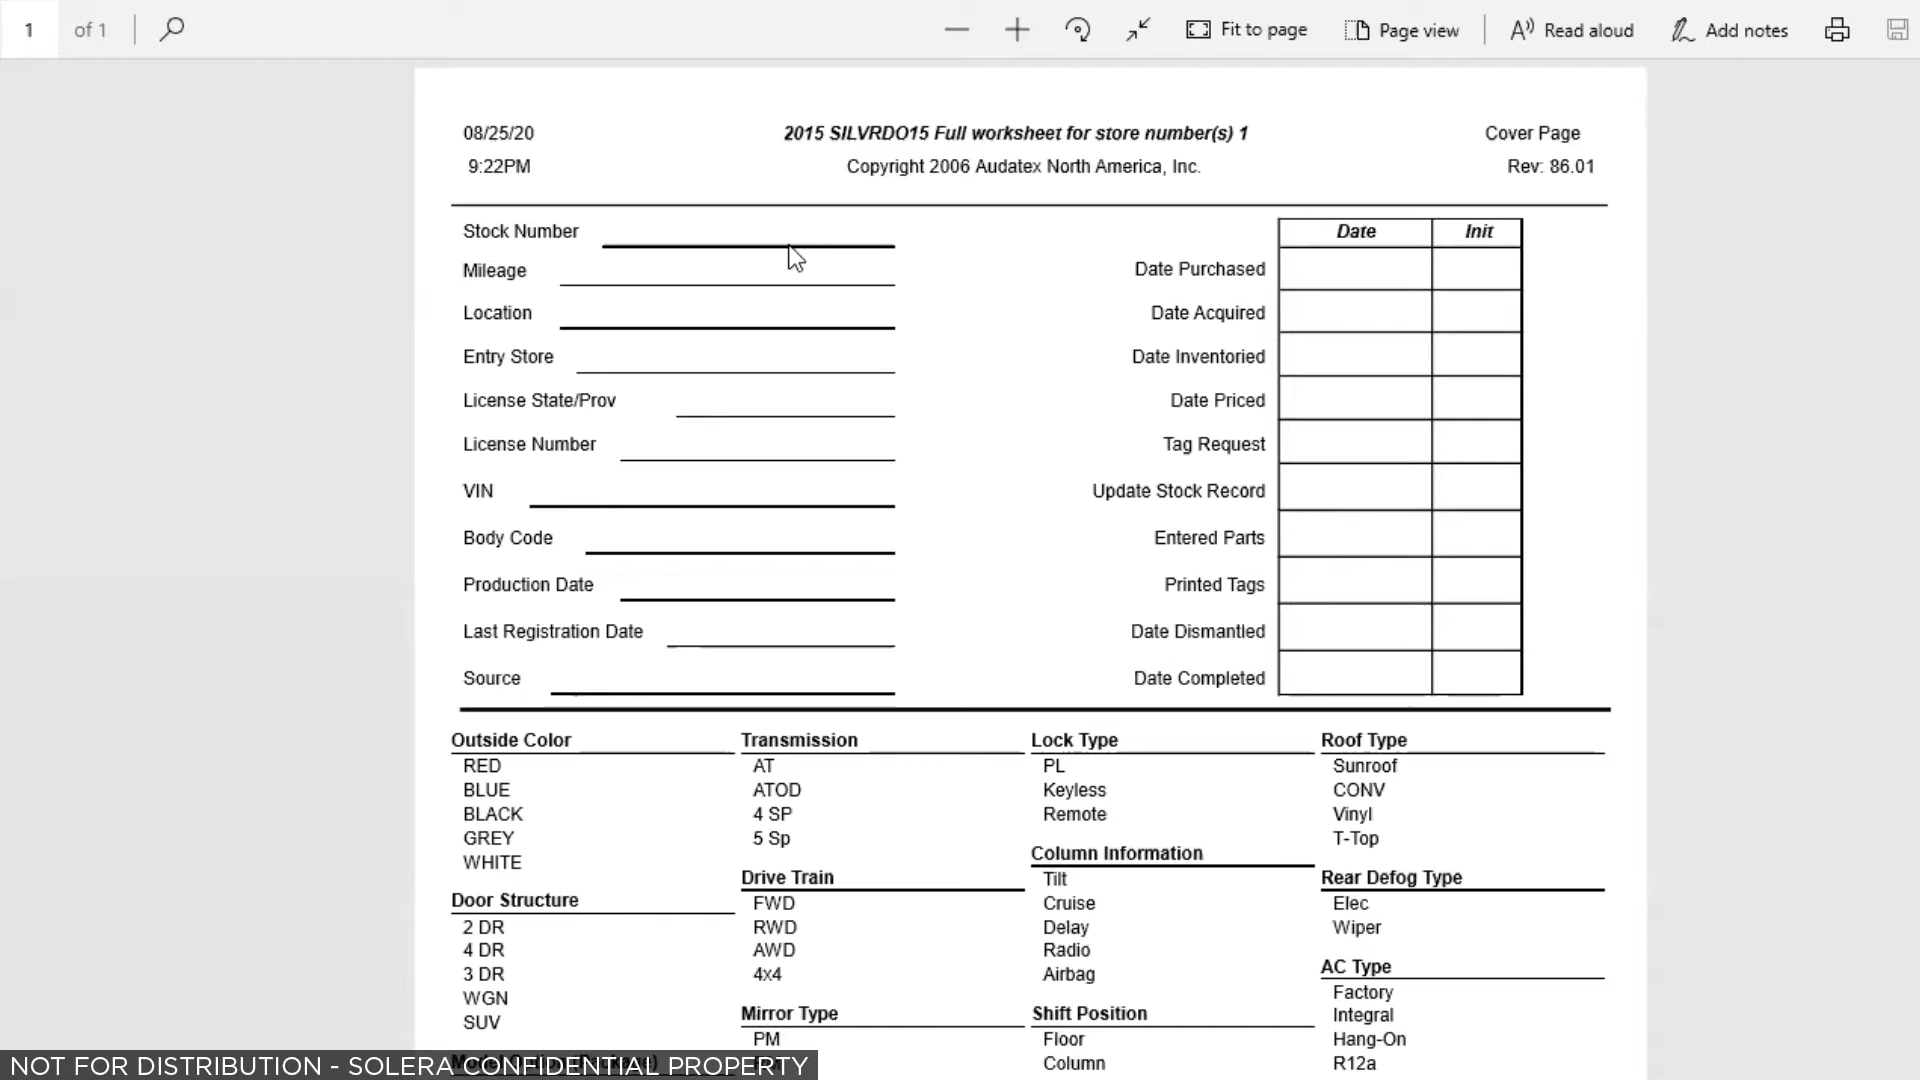 1 of 1 Fit to page Page view Read aloud Add notes
08/25/20 2015 SILVRDO15 Full worksheet for store number(s) 1 Cover Page
9:22PM Copyright 2006 Audatex North America, Inc. Rev: 86.01
Date Init
Stock Number
Mileage Date Purchased
Location Date Acquired
Entry Store Date Inventoried
License State/Prov Date Priced
License Number Tag Request
VIN Update Stock Record
Body Code Entered Parts
Production Date Printed Tags
Last Registration Date Date Dismantled
Source Date Completed
Outside Color
RED
BLUE
BLACK
GREY
WHITE
Door Structure
2 DR
4 DR
3 DR
WGN
SUV
Transmission
AT
ATOD
4 SP
5 Sp
Drive Train
FWD
RWD
AWD
4x4
Mirror Type
PM
Lock Type
PL
Keyless
Remote
Column Information
Tilt
Cruise
Delay
Radio
Airbag
Shift Position
Floor
Column
Roof Type
Sunroof
CONV
Vinyl
T-Top
Rear Defog Type
Elec
Wiper
AC Type
Factory
Integral
Hang-On
R12a
NOT FOR DISTRIBUTION - SOLERA CONFIDENTIAL PROPERTY